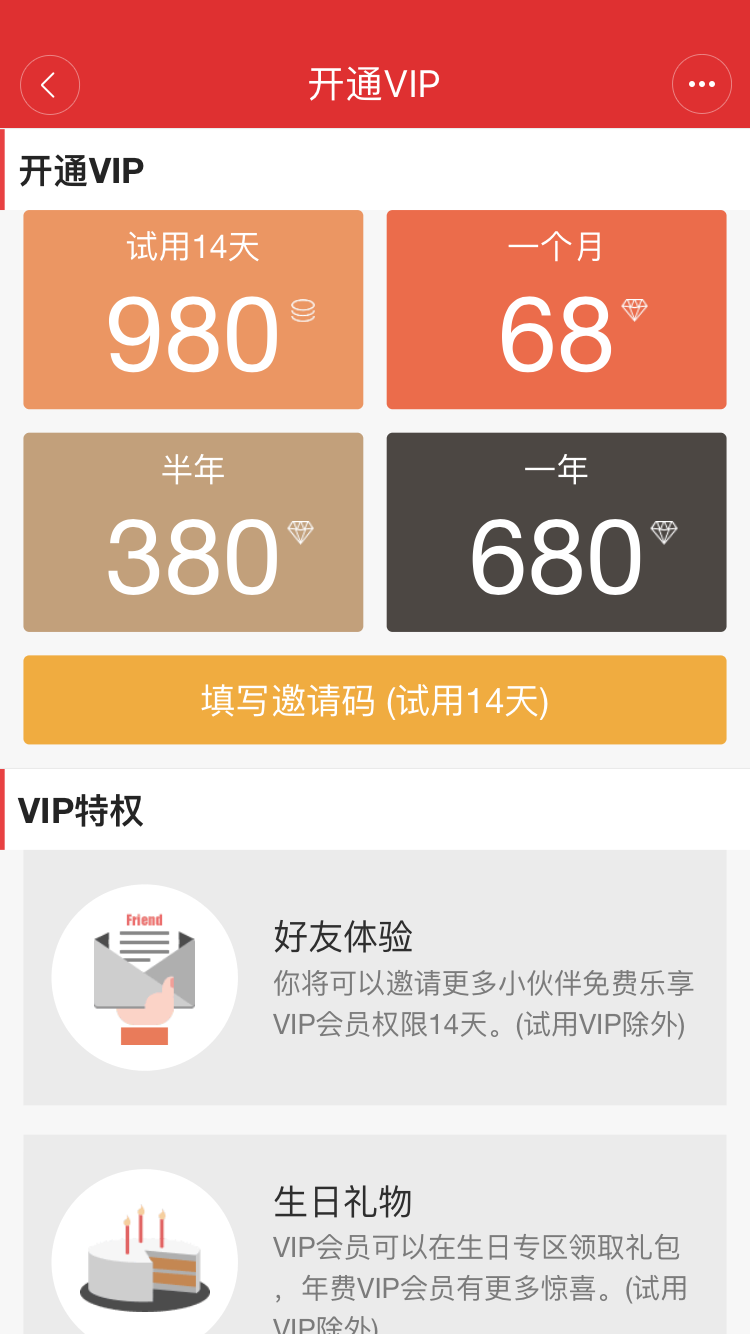 开通VIP
开通VIP
试用14天
980
一个月
68
半年
380
一年
680
填写邀请码 (试用14天)
VIP特权
Friend
好友体验
你将可以邀请更多小伙伴免费乐享
VIP会员权限14天。(试用VIP除外)
生日礼物
VIP会员可以在生日专区领取礼包
，年费VIP会员有更多惊喜。(试用
VIP除外)